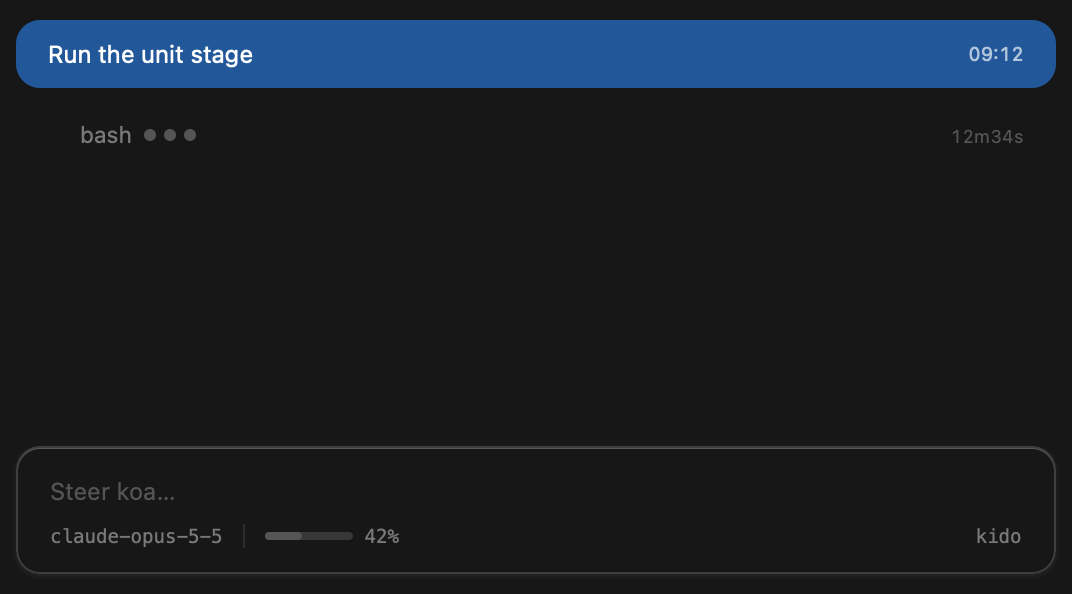 Run the unit stage 09:12
bash 12m34s
Steer koa...
claude-opus-5-5 42% kido